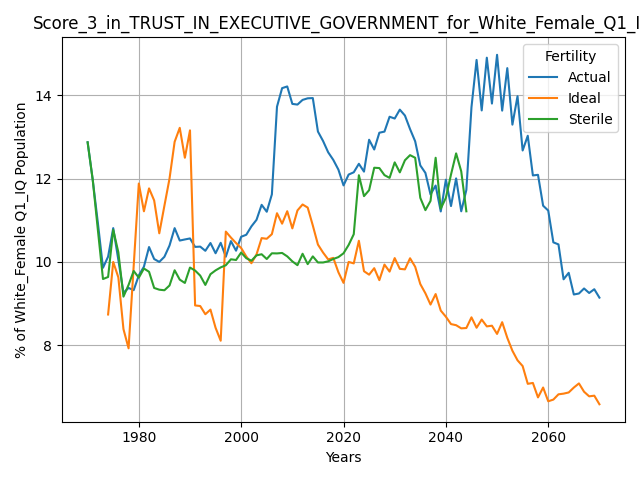 Score_3_in_TRUST_IN_EXECUTIVE_GOVERNMENT_for_White_Female_Q1_I
Fertility
Actual
Ideal
Sterile
% of White_Female Q1_IQ Population
14
12
10
8
1980 2000 2020 2040 2060
Years